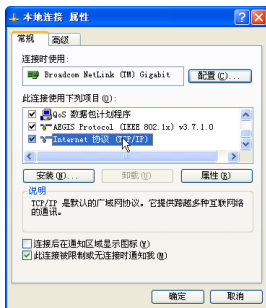 本地连接 属性
常规 高级
连接时使用:
Broadcom NetLink (TM) Gigabit 配置(C)...
此连接使用下列项目(O):
QoS 数据包计划程序
AEGIS Protocol (IEEE 802.1x) v3.7.1.0
Internet 协议 (TCP/IP)
安装(N)... 卸载(U) 属性(R)
说明
TCP/IP 是默认的广域网协议。它提供跨越多种互联网络
的通讯。
连接后在通知区域显示图标(W)
此连接被限制或无连接时通知我(M)
确定 取消